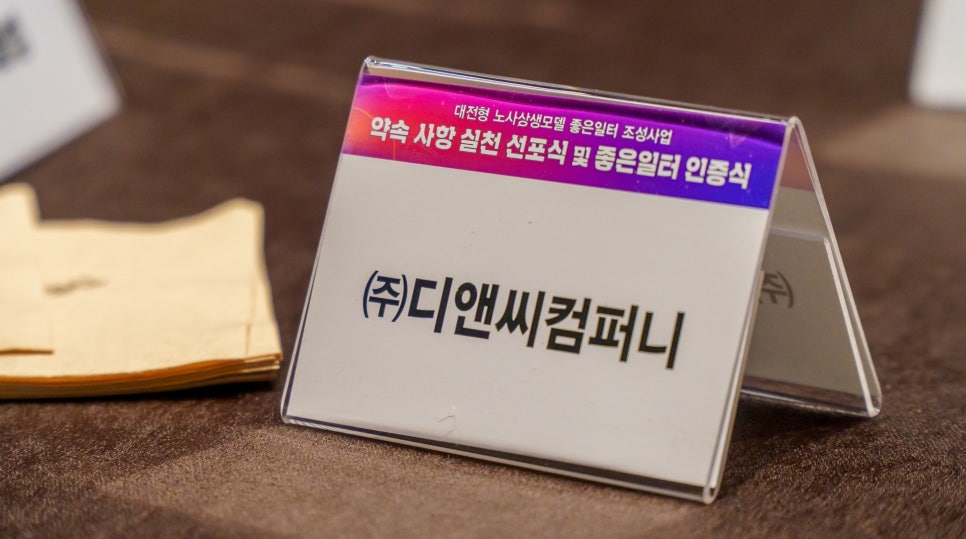 대전형 노사상생모델 좋은일터 조성사업
약속 사항 실천 선포식 및 좋은일터 인증식
㈜디앤씨컴퍼니